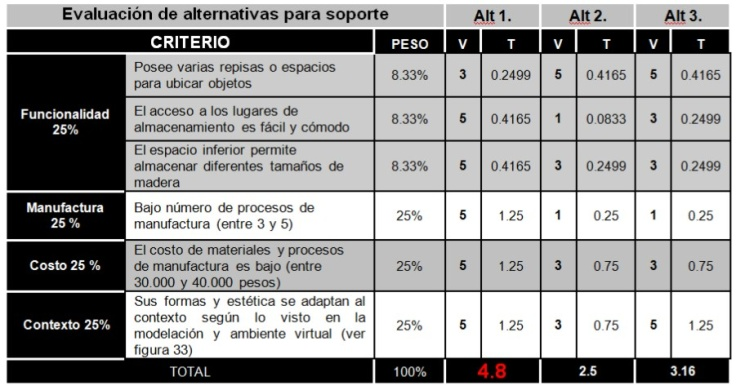 Evaluación de alternativas para soporte Alt 1. Alt 2. Alt 3.
CRITERIO PESO V T V T V T
Funcionalidad 25%
Posee varias repisas o espacios
para ubicar objetos
8.33% 3 0.2499 5 0.4165 5 0.4165
El acceso a los lugares de
almacenamiento es fácil y cómodo
8.33% 5 0.4165 1 0.0833 3 0.2499
El espacio inferior permite
almacenar diferentes tamaños de
madera
8.33% 5 0.4165 3 0.2499 3 0.2499
Manufactura
25 %
Bajo número de procesos de
manufactura (entre 3 y 5)
25% 5 1.25 1 0.25 1 0.25
Costo 25 %
El costo de materiales y procesos
de manufactura es bajo (entre
30.000 y 40.000 pesos)
25% 5 1.25 3 0.75 3 0.75
Contexto 25%
Sus formas y estética se adaptan al
contexto según lo visto en la
modelación y ambiente virtual (ver
figura 33)
25% 5 1.25 3 0.75 5 1.25
TOTAL 100% 4.8 2.5 3.16